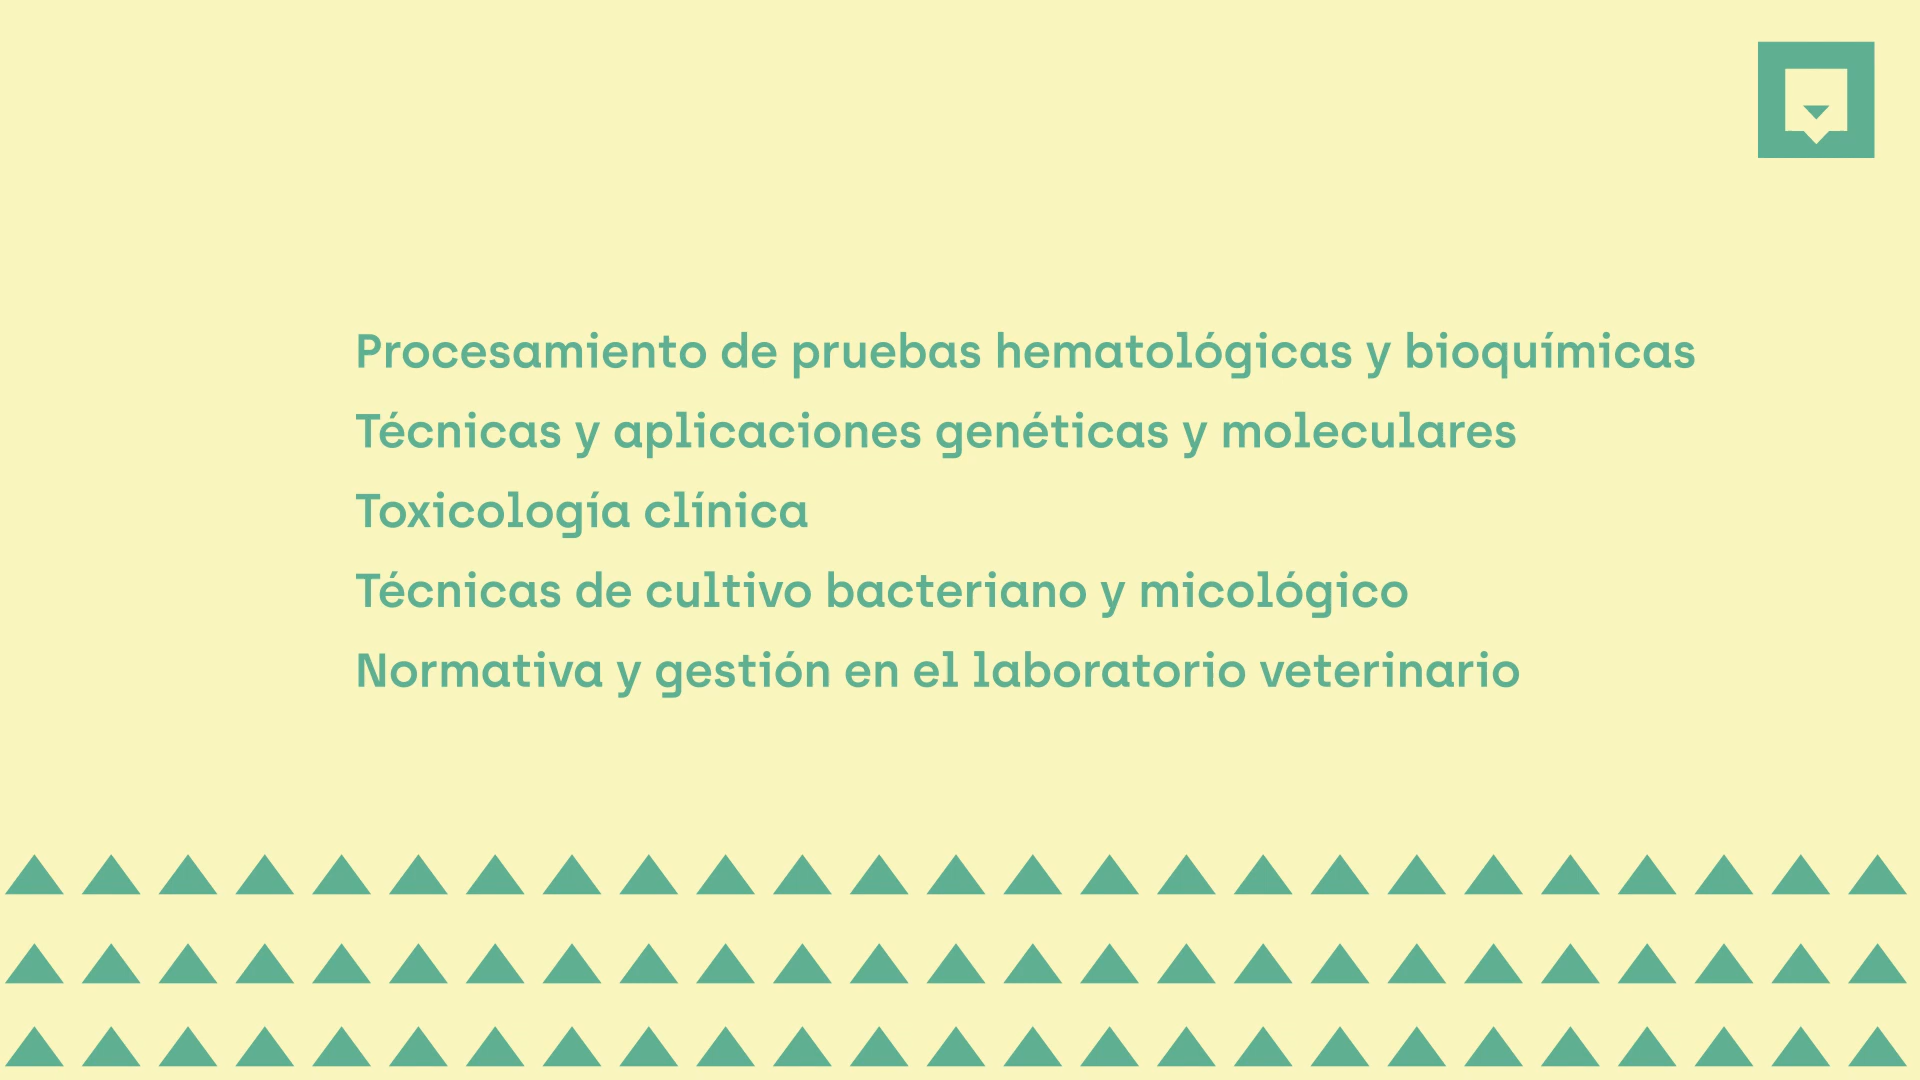 Procesamiento de pruebas hematológicas y bioquímicas
Técnicas y aplicaciones genéticas y moleculares
Toxicología clínica
Técnicas de cultivo bacteriano y micológico
Normativa y gestión en el laboratorio veterinario